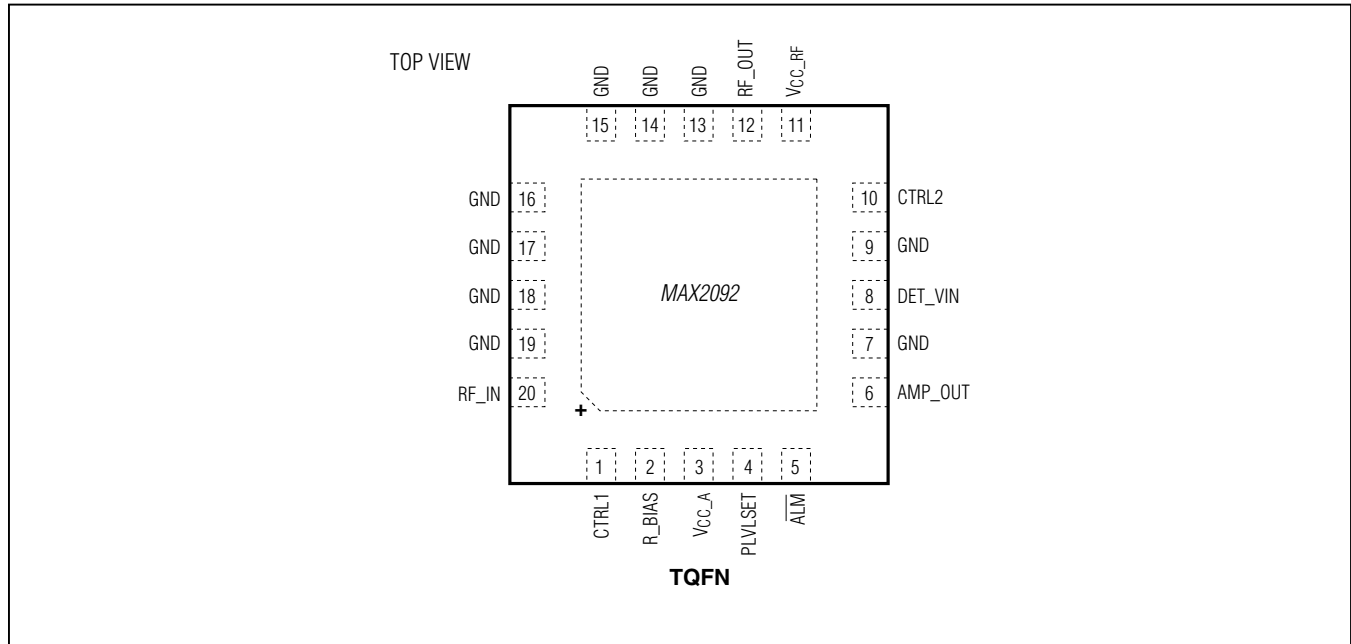 TOP VIEW
GND
GND
GND
RF_OUT
VCC_RF
15
14
13
12
11
GND 16
10 CTRL2
GND 17
9 GND
MAX2092
GND 18
8 DET_VIN
GND 19
7 GND
RF_IN 20
6 AMP_OUT
+
1
2
3
4
5
CTRL1
R_BIAS
VCC_A
PLVLSET
A̅L̅M̅
TQFN